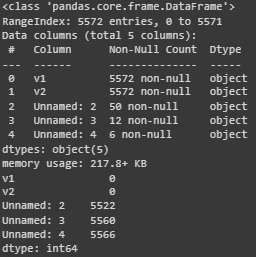 <class 'pandas.core.frame.DataFrame'>
RangeIndex: 5572 entries, 0 to 5571
Data columns (total 5 columns):
 #   Column      Non-Null Count  Dtype
---  ------      --------------  -----
 0   v1          5572 non-null   object
 1   v2          5572 non-null   object
 2   Unnamed: 2  50 non-null     object
 3   Unnamed: 3  12 non-null     object
 4   Unnamed: 4  6 non-null      object
dtypes: object(5)
memory usage: 217.8+ KB
v1               0
v2               0
Unnamed: 2    5522
Unnamed: 3    5560
Unnamed: 4    5566
dtype: int64